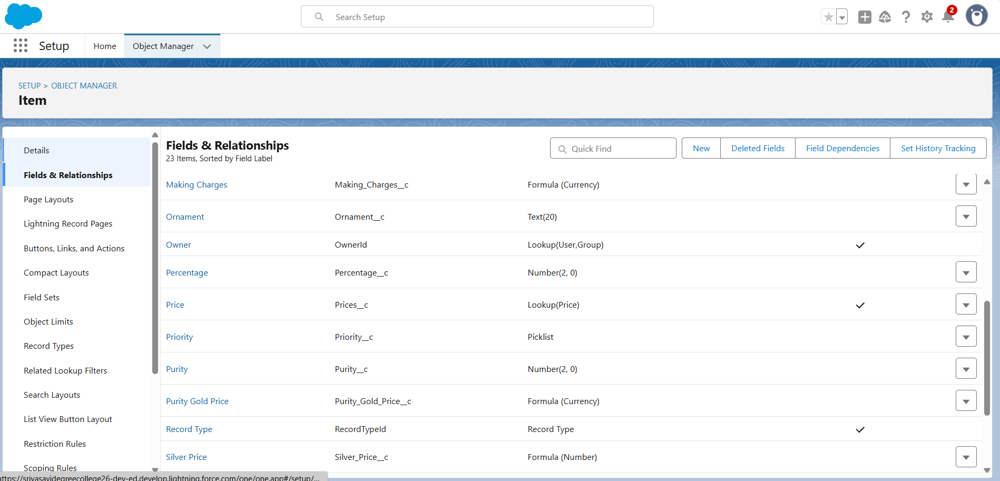 Search Setup
2
Setup
Home
Object Manager
SETUP > OBJECT MANAGER
Item
Details
Fields & Relationships
Page Layouts
Lightning Record Pages
Buttons, Links, and Actions
Compact Layouts
Field Sets
Object Limits
Record Types
Related Lookup Filters
Search Layouts
List View Button Layout
Restriction Rules
Scoping Rules
Fields & Relationships
23 Items, Sorted by Field Label
Quick Find
New
Deleted Fields
Field Dependencies
Set History Tracking
Making Charges Making_Charges__c Formula (Currency)
Ornament Ornament__c Text(20)
Owner OwnerId Lookup(User,Group)
Percentage Percentage__c Number(2, 0)
Price Prices__c Lookup(Price)
Priority Priority__c Picklist
Purity Purity__c Number(2, 0)
Purity Gold Price Purity_Gold_Price__c Formula (Currency)
Record Type RecordTypeId Record Type
Silver Price Silver_Price__c Formula (Number)
https://srivasavidegreecollege26-dev-ed.develop.lightning.force.com/one/one.app#/setup/...